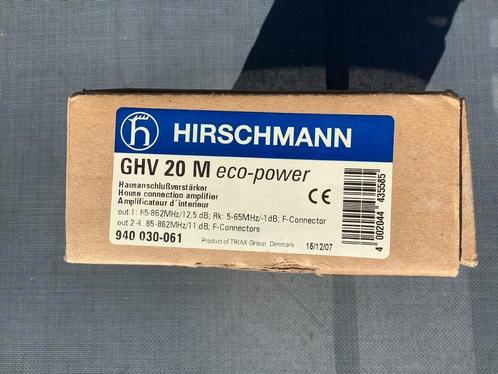 h HIRSCHMANN
GHV 20 M eco-power
Hausanschlußverstärker
House connection amplifier
Amplificateur d´interieur
CE
out 1: 85-862MHz/12,5 dB; Rk: 5-65MHz/-1dB; F-Connector
out 2-4: 85-862MHz/11 dB; F-Connectors
940 030-061
Product of TRIAX Group, Denmark
15/12/07
4 002044 435585